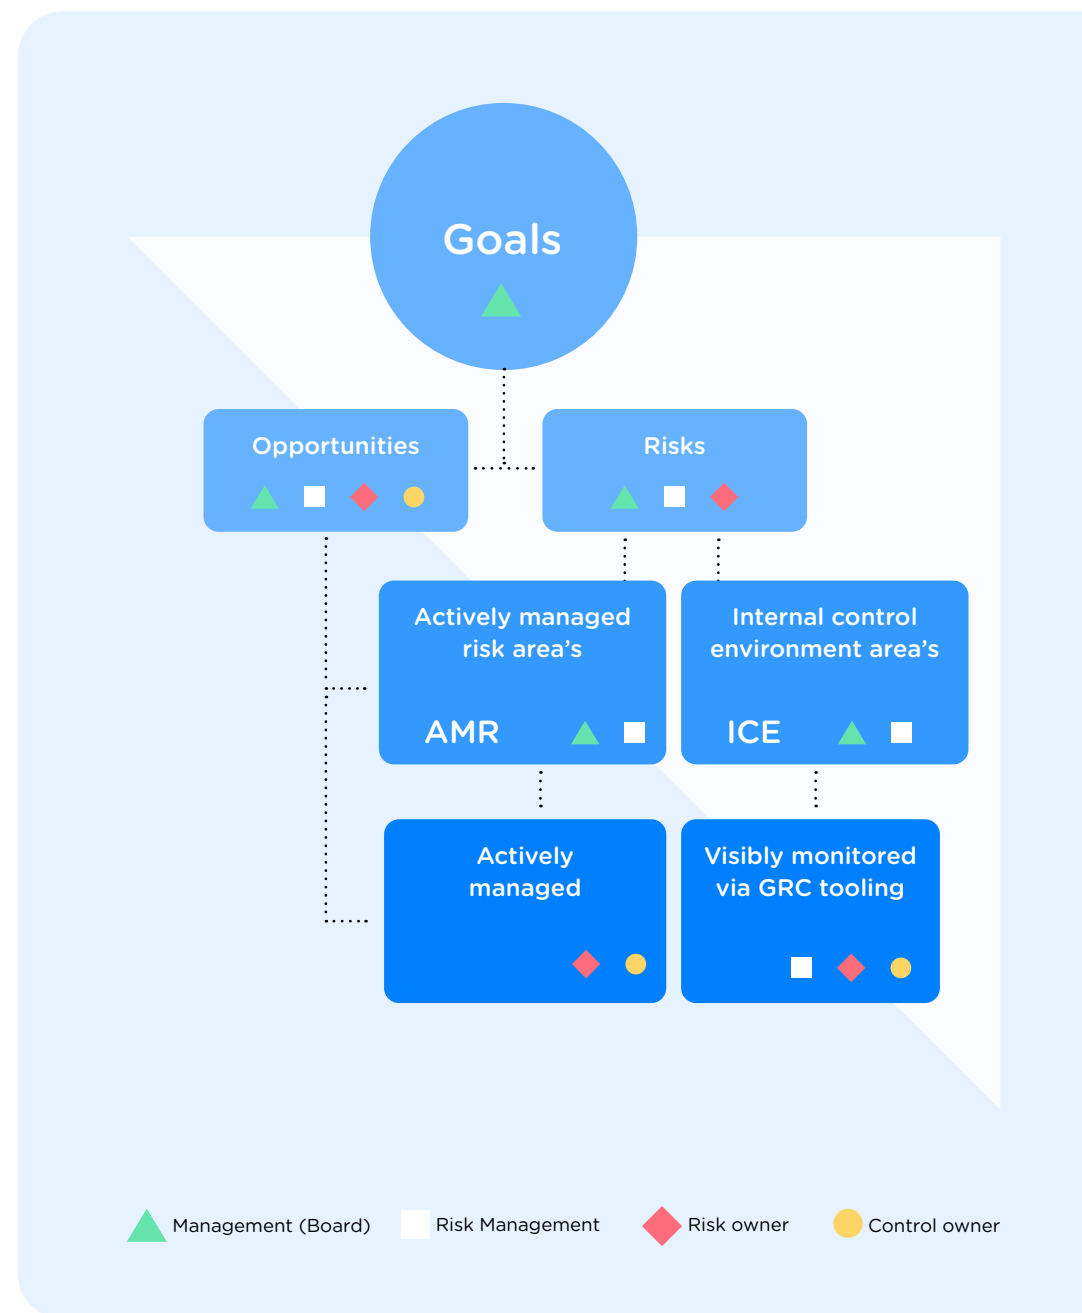 Goals
Opportunities
Risks
Actively managed
risk area's
AMR
Internal control
environment area's
ICE
Actively
managed
Visibly monitored
via GRC tooling
Management (Board)
Risk Management
Risk owner
Control owner